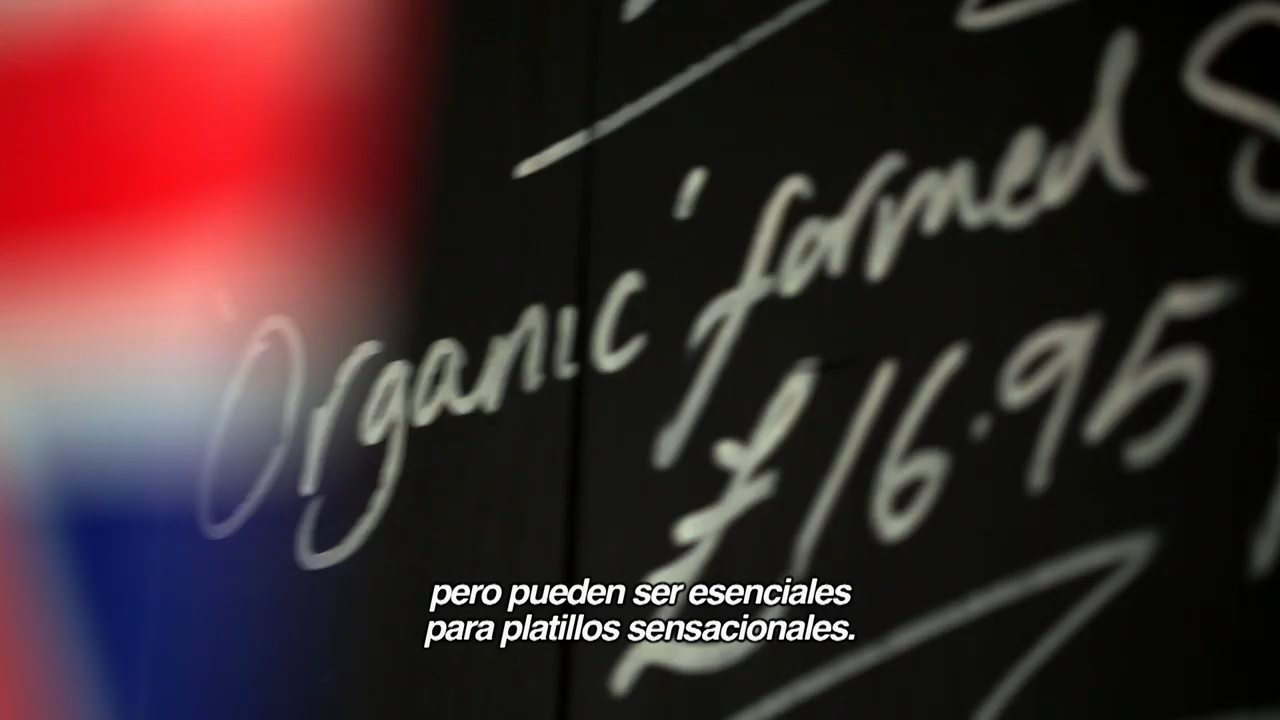 Organic 'farmed
£16.95
pero pueden ser esenciales
para platillos sensacionales.